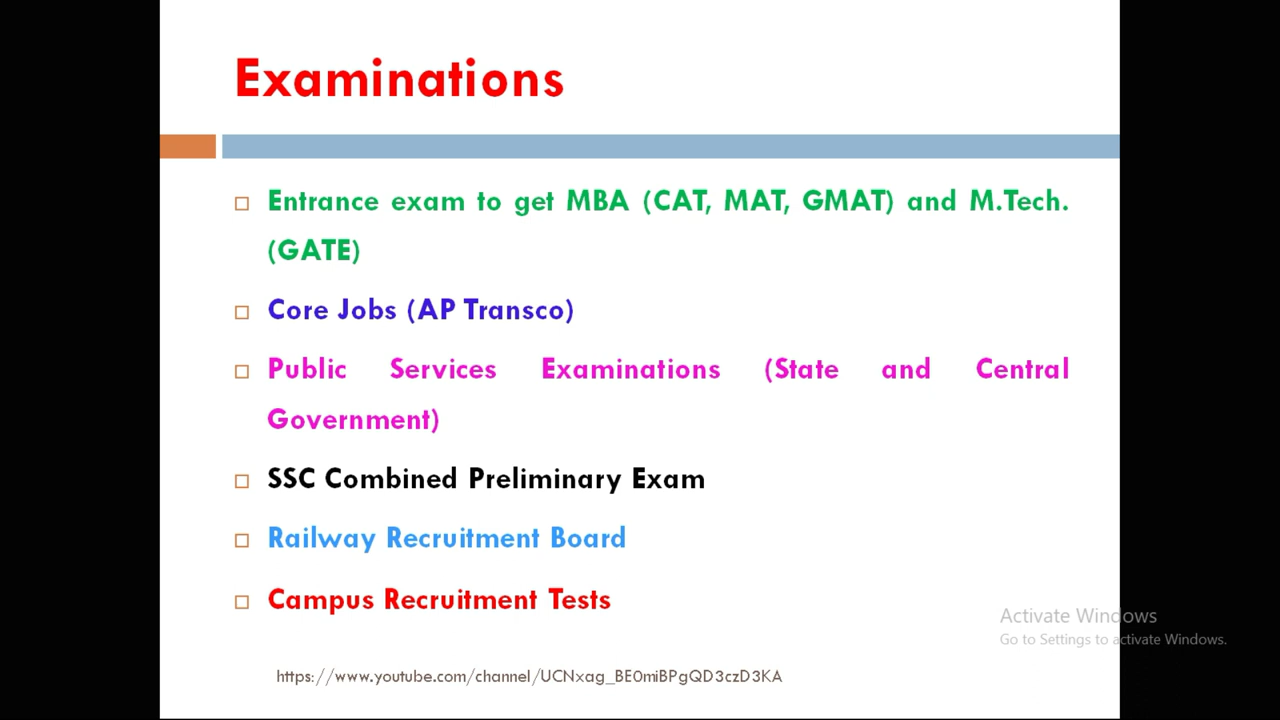 Examinations
Entrance exam to get MBA (CAT, MAT, GMAT) and M.Tech.
(GATE)
Core Jobs (AP Transco)
Public Services Examinations (State and Central
Government)
SSC Combined Preliminary Exam
Railway Recruitment Board
Campus Recruitment Tests
Activate Windows
Go to Settings to activate Windows.
https://www.youtube.com/channel/UCNxag_BE0miBPgQD3czD3KA